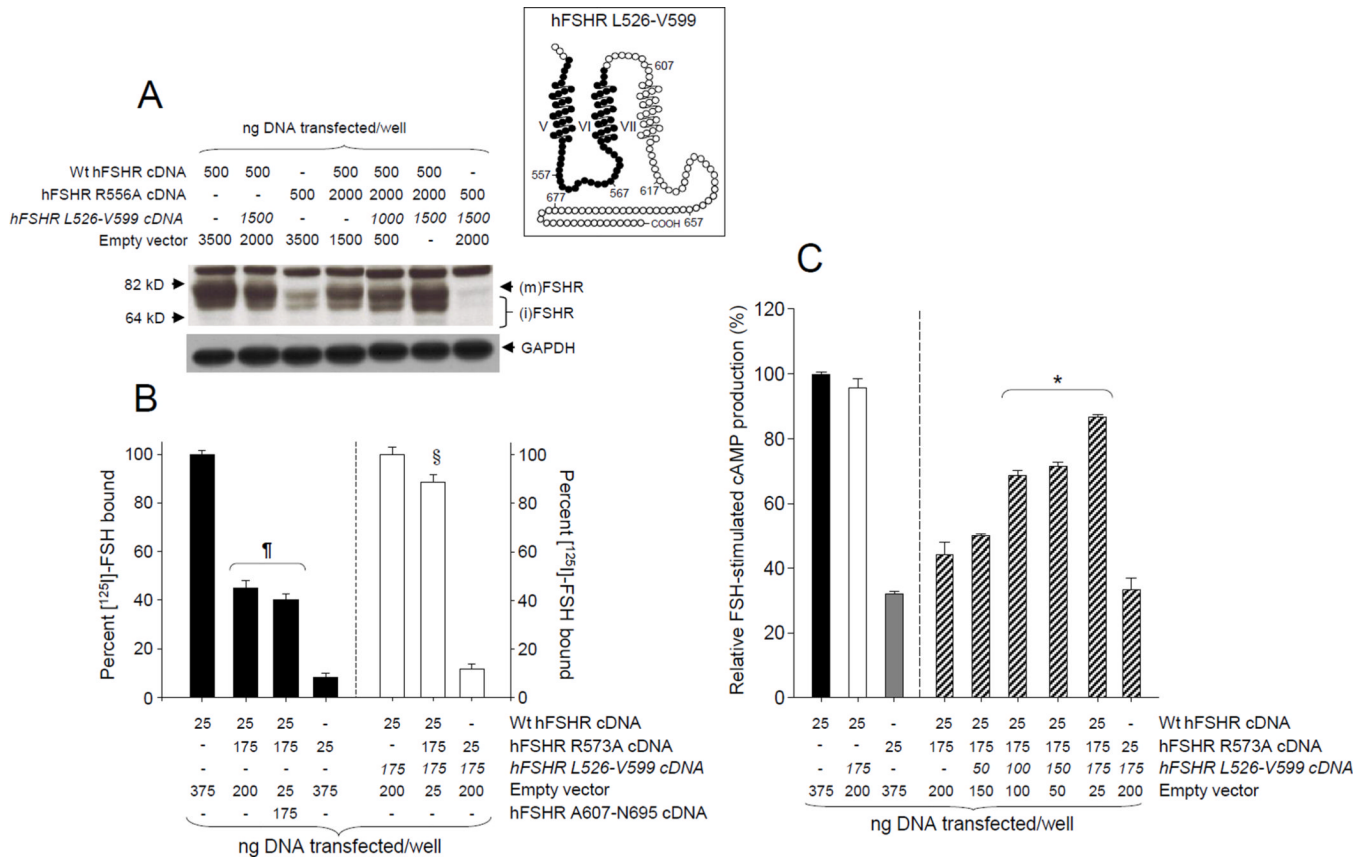 hFSHR L526-V599
607
V VI VII
557
567
617
677
657
COOH
A
ng DNA transfected/well
Wt hFSHR cDNA 500 500 - 500 500 500 -
hFSHR R556A cDNA - - 500 2000 2000 2000 500
hFSHR L526-V599 cDNA - 1500 - - 1000 1500 1500
Empty vector 3500 2000 3500 1500 500 - 2000
82 kD
(m)FSHR
(i)FSHR
64 kD
GAPDH
B
Percent [¹²⁵I]-FSH bound
100
80
60
40
20
0
¶
§
100
80
60
40
20
0
Percent [¹²⁵I]-FSH bound
25 25 25 - 25 25 - Wt hFSHR cDNA
- 175 175 25 - 175 25 hFSHR R573A cDNA
- - - - 175 175 175 hFSHR L526-V599 cDNA
375 200 25 375 200 25 200 Empty vector
175 hFSHR A607-N695 cDNA
ng DNA transfected/well
C
Relative FSH-stimulated cAMP production (%)
120
100
80
60
40
20
0
*
25 25 - 25 25 25 25 25 - Wt hFSHR cDNA
- - 25 175 175 175 175 175 25 hFSHR R573A cDNA
- 175 - - 50 100 150 175 175 hFSHR L526-V599 cDNA
375 200 375 200 150 100 50 25 200 Empty vector
ng DNA transfected/well